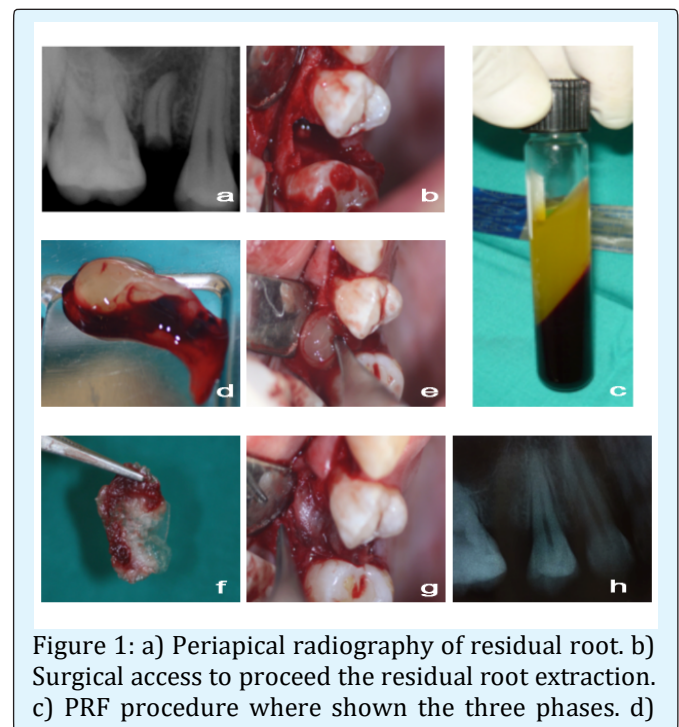 a
b
c
d
e
f
g
h
Figure 1: a) Periapical radiography of residual root. b)
Surgical access to proceed the residual root extraction.
c) PRF procedure where shown the three phases. d)